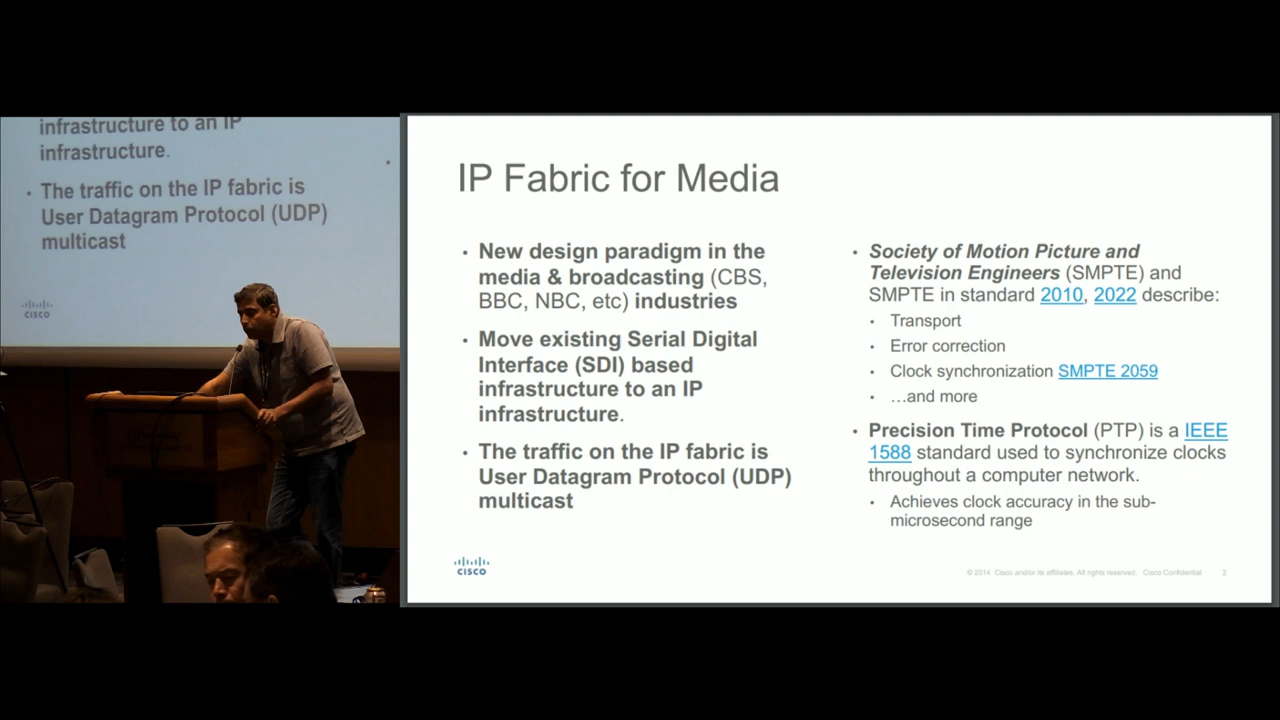 infrastructure to an IP
infrastructure.
· The traffic on the IP fabric is
User Datagram Protocol (UDP)
multicast
CISCO
IP Fabric for Media
· New design paradigm in the
media & broadcasting (CBS,
BBC, NBC, etc) industries
· Move existing Serial Digital
Interface (SDI) based
infrastructure to an IP
infrastructure.
· The traffic on the IP fabric is
User Datagram Protocol (UDP)
multicast
· Society of Motion Picture and
Television Engineers (SMPTE) and
SMPTE in standard 2010, 2022 describe:
· Transport
· Error correction
· Clock synchronization SMPTE 2059
· …and more
· Precision Time Protocol (PTP) is a IEEE
1588 standard used to synchronize clocks
throughout a computer network.
· Achieves clock accuracy in the sub-
microsecond range
CISCO
© 2014 Cisco and/or its affiliates. All rights reserved. Cisco Confidential 2